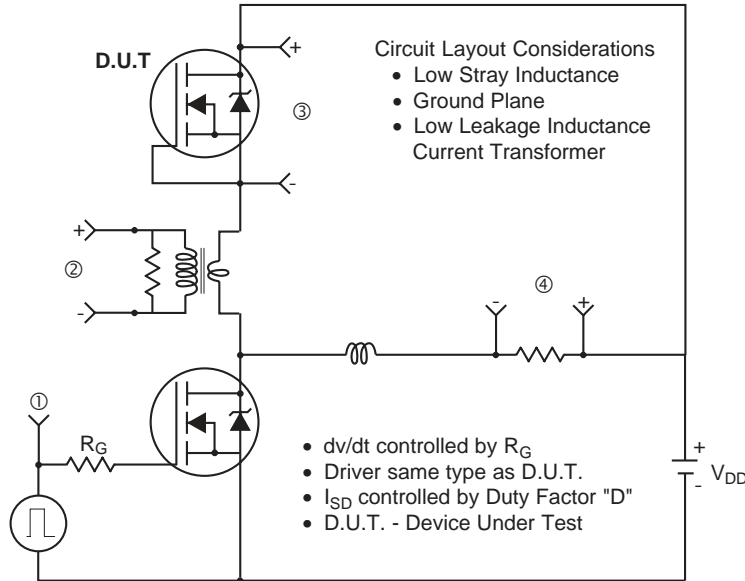 D.U.T
+
③
-
Circuit Layout Considerations
• Low Stray Inductance
• Ground Plane
• Low Leakage Inductance
Current Transformer
+
②
-
-
④
+
①
R_G
• dv/dt controlled by R_G
• Driver same type as D.U.T.
• I_SD controlled by Duty Factor "D"
• D.U.T. - Device Under Test
+
V_DD
-